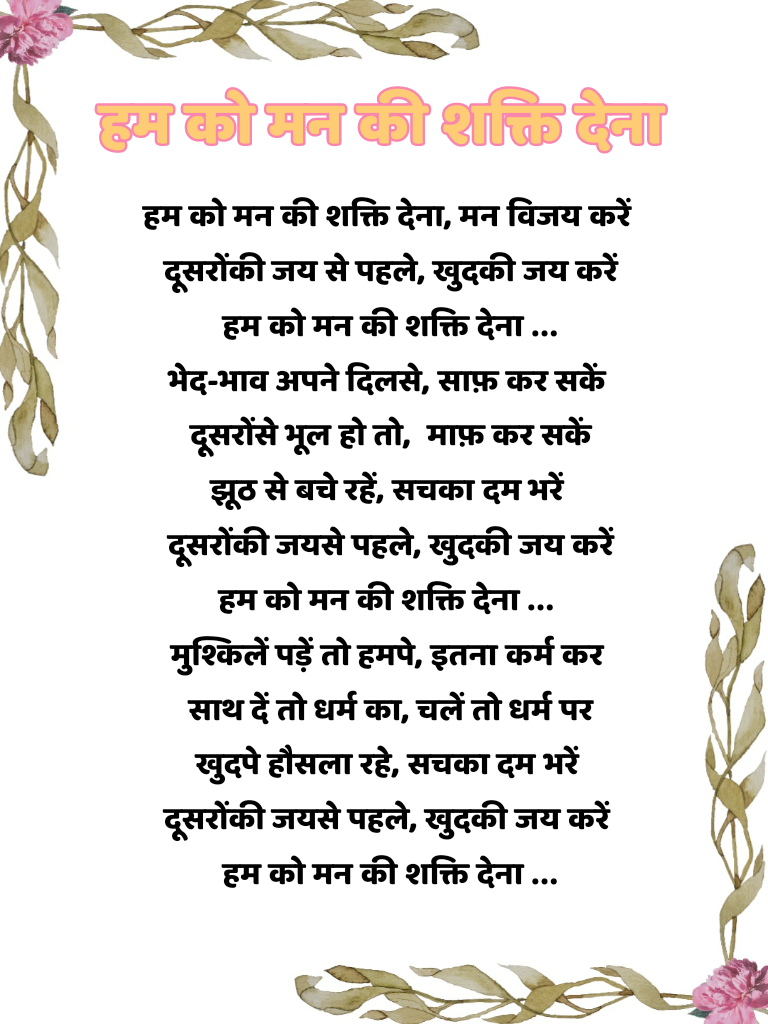 हम को मन की शक्ति देना
हम को मन की शक्ति देना, मन विजय करें
दूसरोंकी जय से पहले, खुदकी जय करें
हम को मन की शक्ति देना ...
भेद-भाव अपने दिलसे, साफ़ कर सकें
दूसरोंसे भूल हो तो, माफ़ कर सकें
झूठ से बचे रहें, सचका दम भरें
दूसरोंकी जयसे पहले, खुदकी जय करें
हम को मन की शक्ति देना ...
मुश्किलें पड़ें तो हमपे, इतना कर्म कर
साथ दें तो धर्म का, चलें तो धर्म पर
खुदपे हौसला रहे, सचका दम भरें
दूसरोंकी जयसे पहले, खुदकी जय करें
हम को मन की शक्ति देना ...